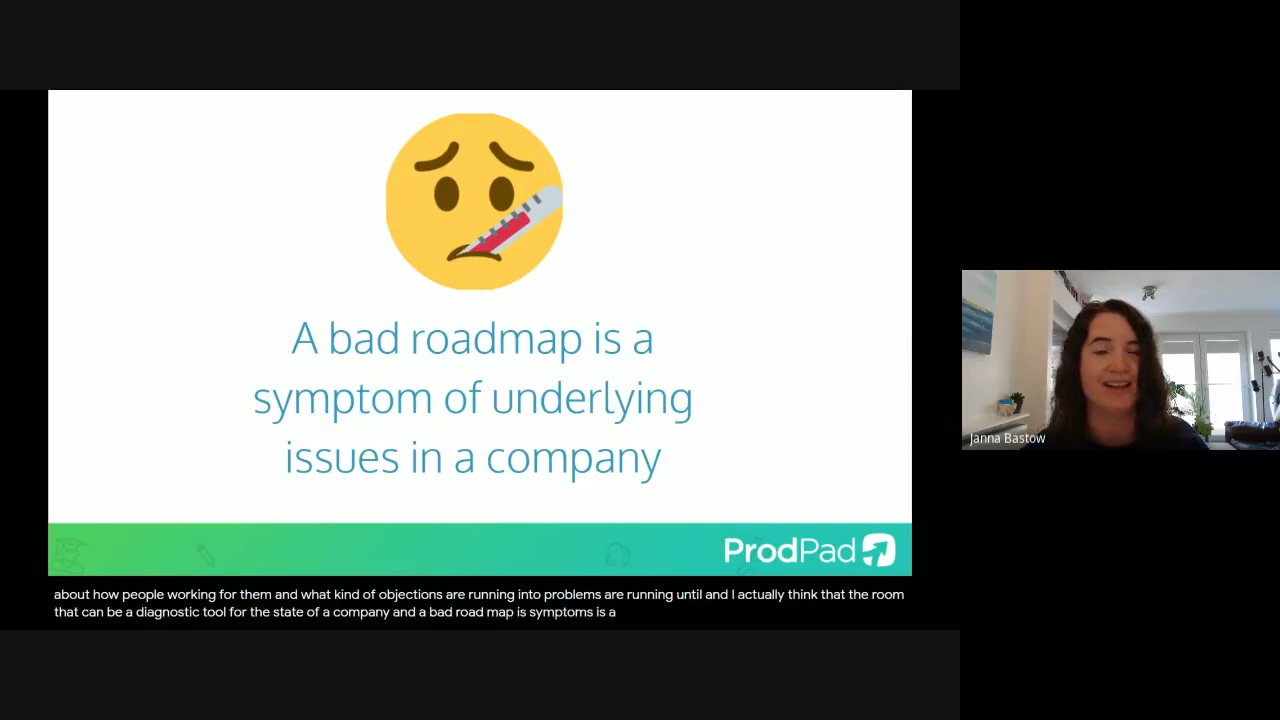 A bad roadmap is a
symptom of underlying
issues in a company
ProdPad
Janna Bastow
about how people working for them and what kind of objections are running into problems are running until and I actually think that the room
that can be a diagnostic tool for the state of a company and a bad road map is symptoms is a